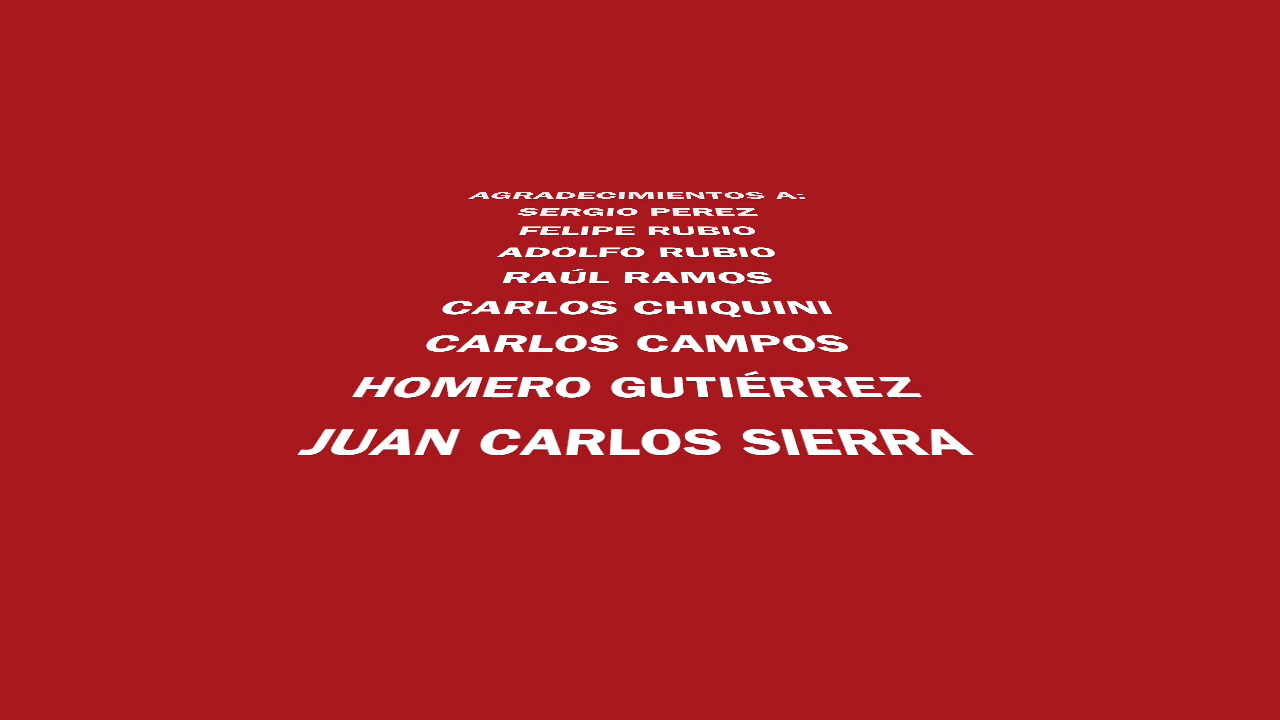 AGRADECIMIENTOS A:
SERGIO PEREZ
FELIPE RUBIO
ADOLFO RUBIO
RAÚL RAMOS
CARLOS CHIQUINI
CARLOS CAMPOS
HOMERO GUTIÉRREZ
JUAN CARLOS SIERRA